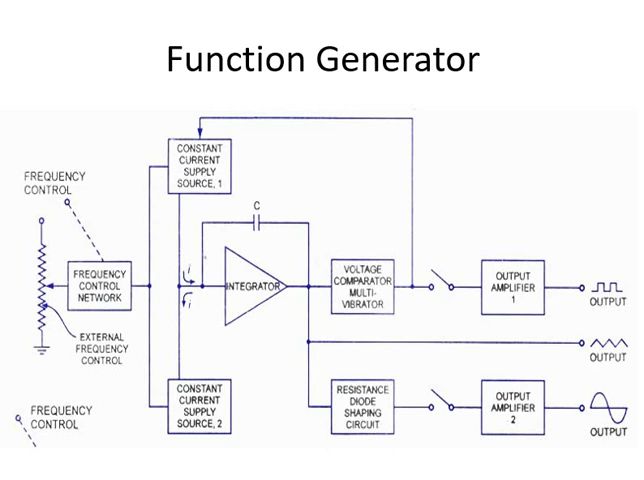 Function Generator
CONSTANT
CURRENT
SUPPLY
SOURCE, 1
FREQUENCY
CONTROL
C
FREQUENCY
CONTROL
NETWORK
i
i
INTEGRATOR
VOLTAGE
COMPARATOR
MULTI-
VIBRATOR
OUTPUT
AMPLIFIER
1
OUTPUT
EXTERNAL
FREQUENCY
CONTROL
OUTPUT
CONSTANT
CURRENT
SUPPLY
SOURCE, 2
RESISTANCE
DIODE
SHAPING
CIRCUIT
OUTPUT
AMPLIFIER
2
OUTPUT
FREQUENCY
CONTROL